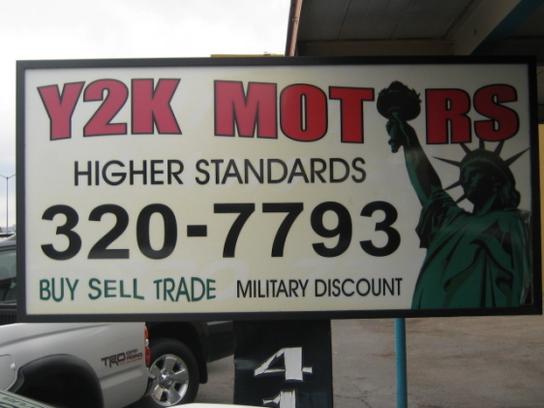 Y2K MOTORS
HIGHER STANDARDS
320-7793
BUY SELL TRADE MILITARY DISCOUNT
TRD
4